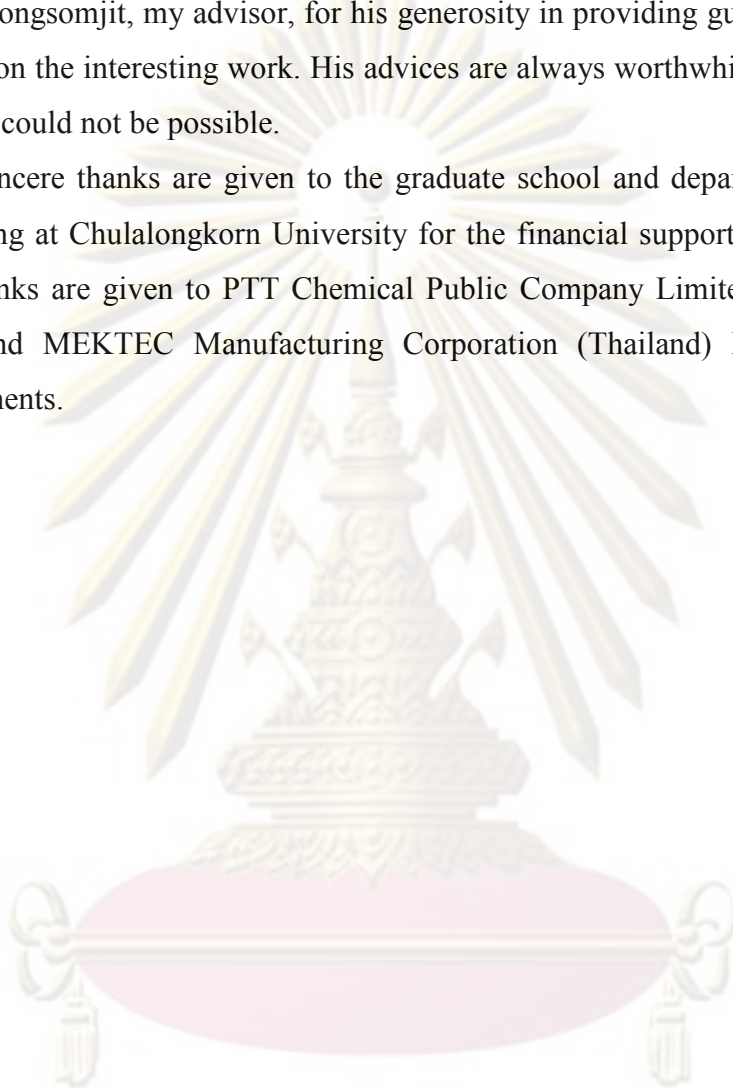 ongsomjit, my advisor, for his generosity in providing gu
on the interesting work. His advices are always worthwhi
could not be possible.
ncere thanks are given to the graduate school and depa
ng at Chulalongkorn University for the financial support
nks are given to PTT Chemical Public Company Limite
nd MEKTEC Manufacturing Corporation (Thailand)
nents.